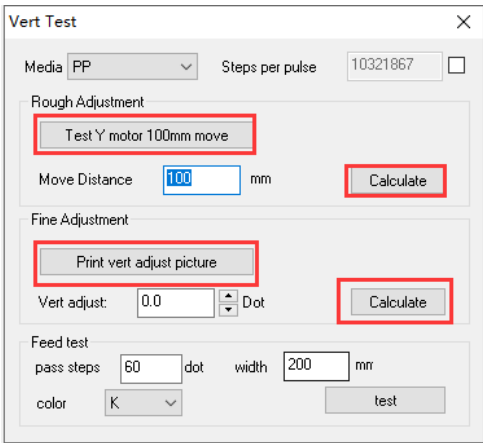 Vert Test
Media PP Steps per pulse 10321867
Rough Adjustment
Test Y motor 100mm move
Move Distance 100 mm Calculate
Fine Adjustment
Print vert adjust picture
Vert adjust: 0.0 Dot Calculate
Feed test
pass steps 60 dot width 200 mm
color K test